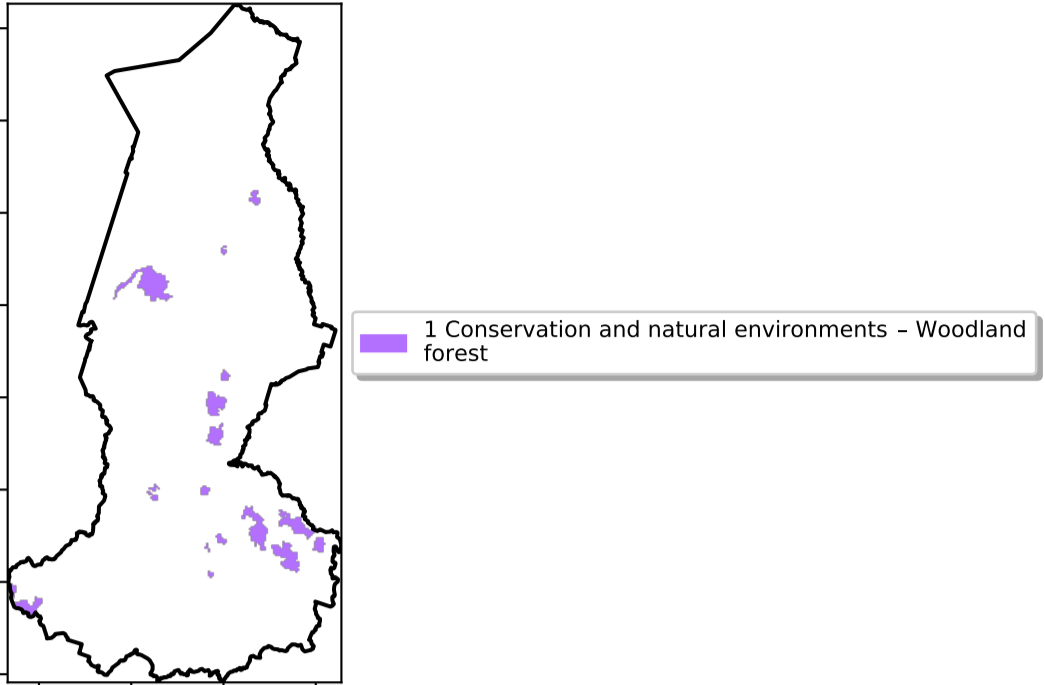 1 Conservation and natural environments – Woodland
forest